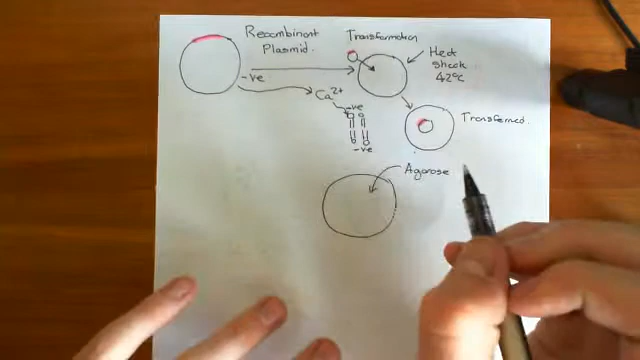 Recombinant
Plasmid.
-ve
Transformation
Heat
shock
42°C
Ca2+
-ve
-ve
Transformed.
Agarose